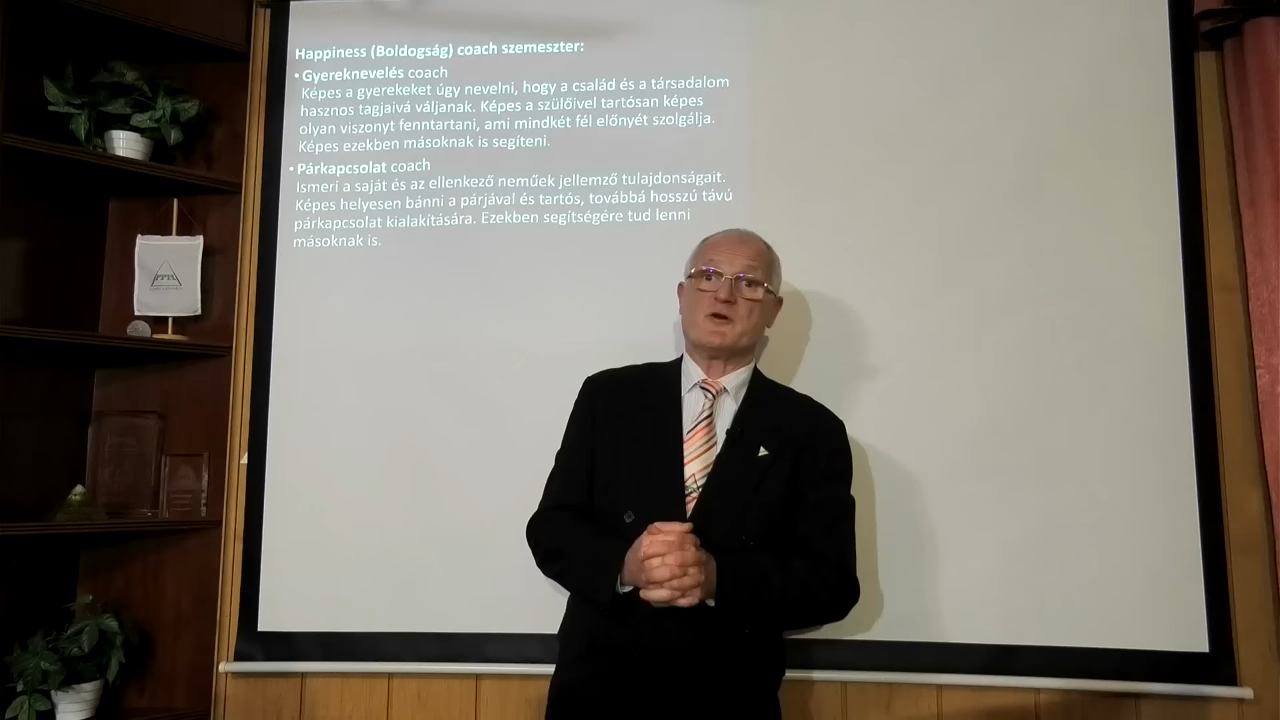 Happiness (Boldogság) coach szemeszter:
• Gyereknevelés coach
Képes a gyerekeket úgy nevelni, hogy a család és a társadalom
hasznos tagjaivá váljanak. Képes a szülőivel tartósan képes
olyan viszonyt fenntartani, ami mindkét fél előnyét szolgálja.
Képes ezekben másoknak is segíteni.
• Párkapcsolat coach
Ismeri a saját és az ellenkező neműek jellemző tulajdonságait.
Képes helyesen bánni a párjával és tartós, továbbá hosszú távú
párkapcsolat kialakítására. Ezekben segítségére tud lenni
másoknak is.